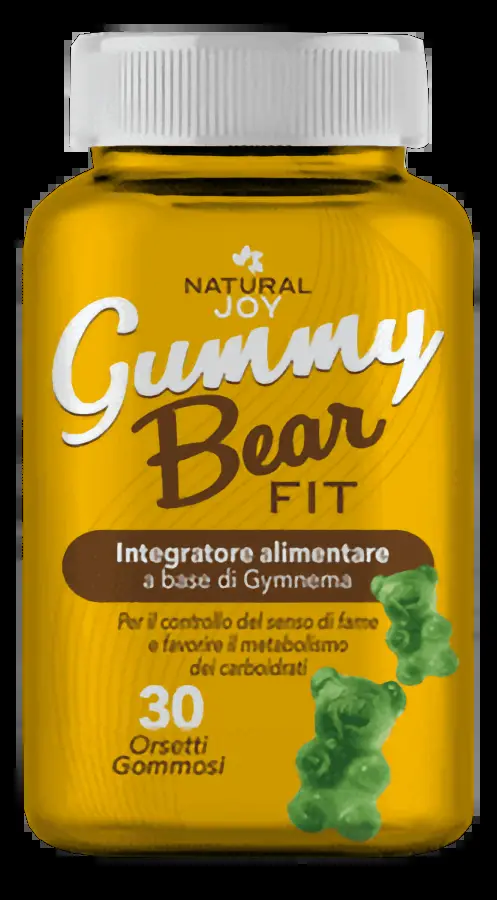 NATURAL
JOY
Gummy
Bear
FIT
Integratore alimentare
a base di Gymnema
Per il controllo del senso di fame
e favorire il metabolismo
dei carboidrati
30
Orsetti
Gommosi